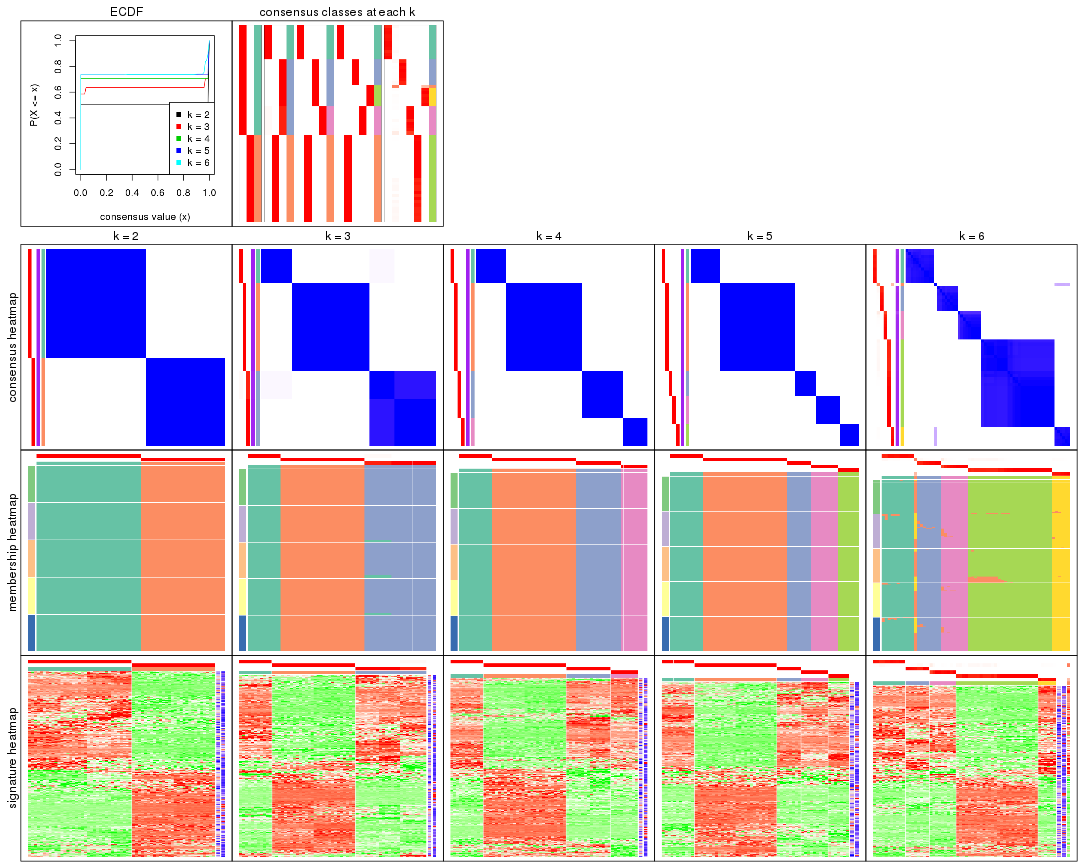 ECDF
consensus classes at each k
P(X <= x)
1.0
0.8
0.6
0.4
0.2
0.0
k = 2
k = 3
k = 4
k = 5
k = 6
0.0 0.2 0.4 0.6 0.8 1.0
consensus value (x)
k = 2
k = 3
k = 4
k = 5
k = 6
consensus heatmap
membership heatmap
signature heatmap